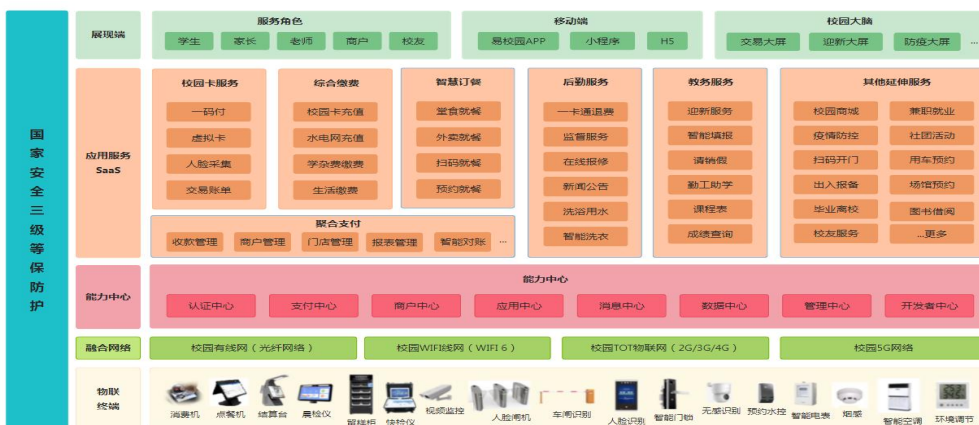 国家安全三级等保防护
展现端
服务角色
学生 家长 老师 商户 校友
移动端
易校园APP 小程序 H5
校园大脑
交易大屏 迎新大屏 防疫大屏 ...
应用服务
SaaS
校园卡服务
一码付
虚拟卡
人脸采集
交易账单
综合缴费
校园卡充值
水电网充值
学杂费缴费
生活缴费
智慧订餐
堂食就餐
外卖就餐
扫码就餐
预约就餐
聚合支付
收款管理 商户管理 门店管理 报表管理 智能对账 ...
后勤服务
一卡通退费
监督服务
在线报修
新闻公告
洗浴用水
智能洗衣
教务服务
迎新服务
智能填报
请销假
勤工助学
课程表
成绩查询
其他延伸服务
校园商城 兼职就业
疫情防控 社团活动
扫码开门 用车预约
出入报备 场馆预约
毕业离校 图书借阅
校友服务 ...更多
能力中心
能力中心
认证中心 支付中心 商户中心 应用中心 消息中心 数据中心 管理中心 开发者中心
融合网络
校园有线网（光纤网络） 校园WIFI线网（WIFI 6） 校园TOT物联网（2G/3G/4G） 校园5G网络
物联
终端
消费机 点餐机 结算台 晨检仪 留样柜 快检仪 视频监控 人脸闸机 车闸识别 人脸识别 智能门锁 无感识别 预约水控 智能电表 烟感 智能空调 环境调节